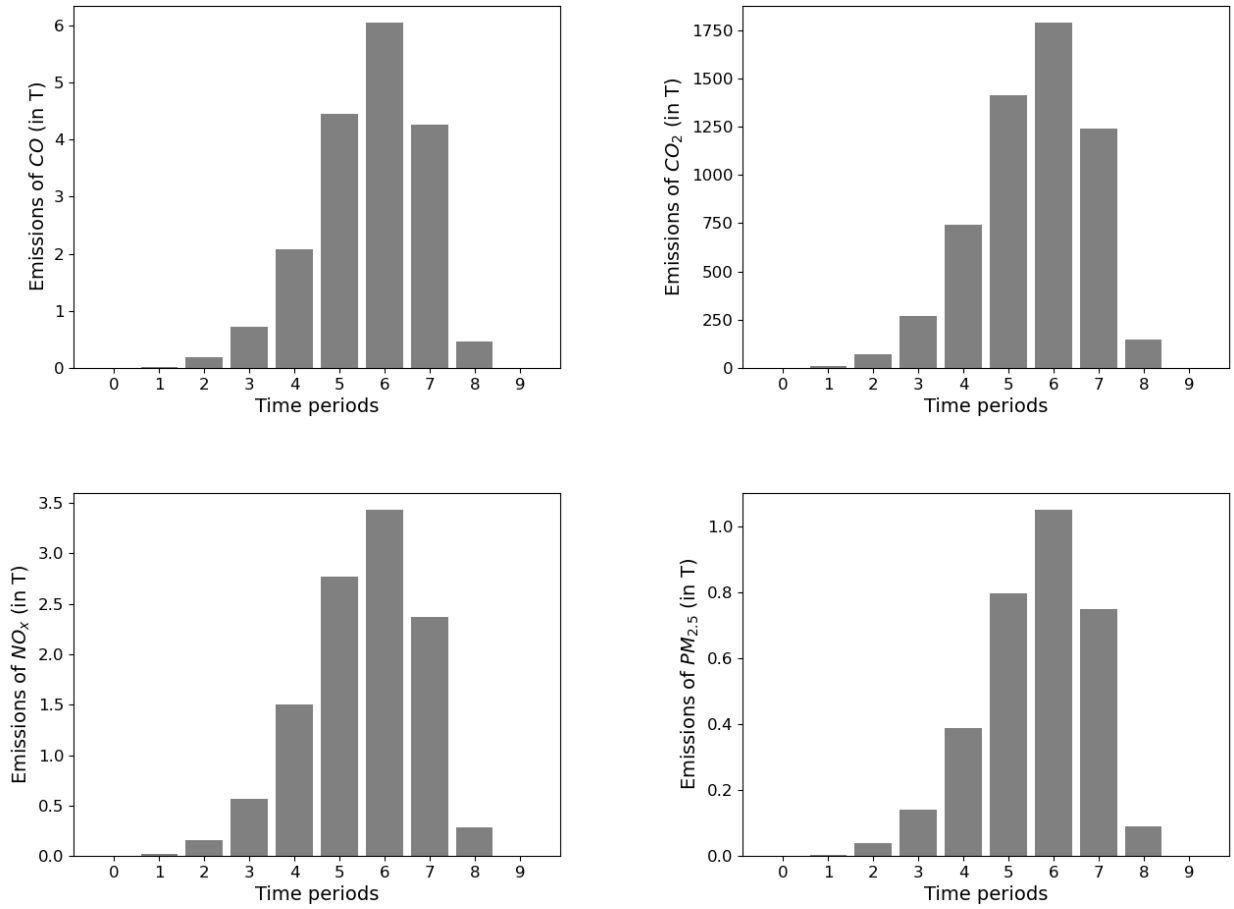 6
5
4
3
2
1
0
Emissions of CO (in T)
0 1 2 3 4 5 6 7 8 9
Time periods
1750
1500
1250
1000
750
500
250
0
Emissions of CO₂ (in T)
0 1 2 3 4 5 6 7 8 9
Time periods
3.5
3.0
2.5
2.0
1.5
1.0
0.5
0.0
Emissions of NOₓ (in T)
0 1 2 3 4 5 6 7 8 9
Time periods
1.0
0.8
0.6
0.4
0.2
0.0
Emissions of PM₂.₅ (in T)
0 1 2 3 4 5 6 7 8 9
Time periods